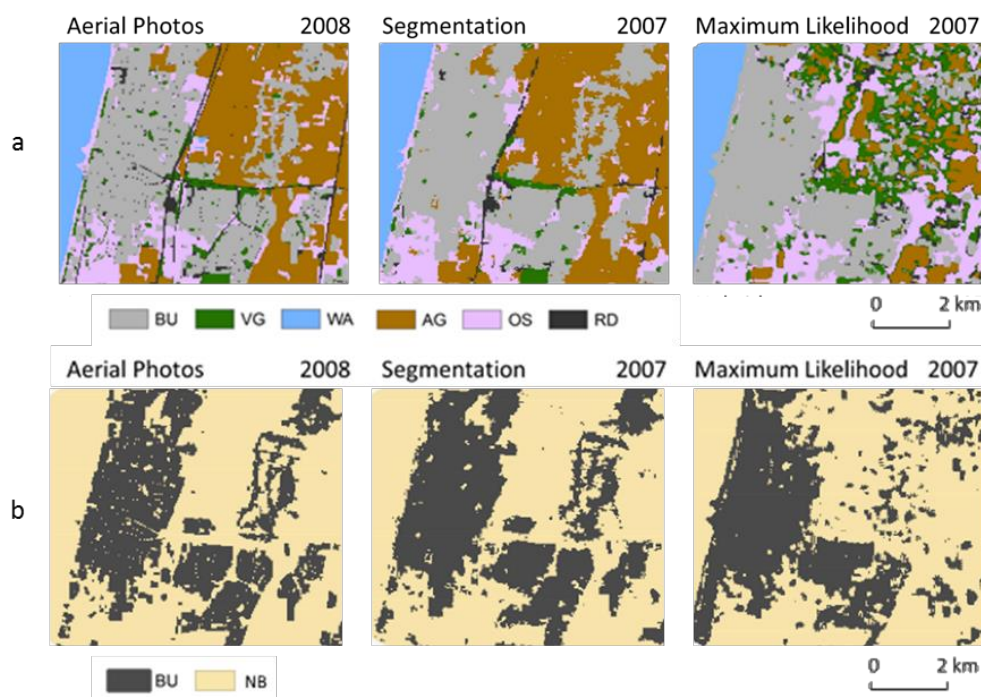 Aerial Photos 2008 Segmentation 2007 Maximum Likelihood 2007
a
BU VG WA AG OS RD 0 2 km
Aerial Photos 2008 Segmentation 2007 Maximum Likelihood 2007
b
BU NB 0 2 km